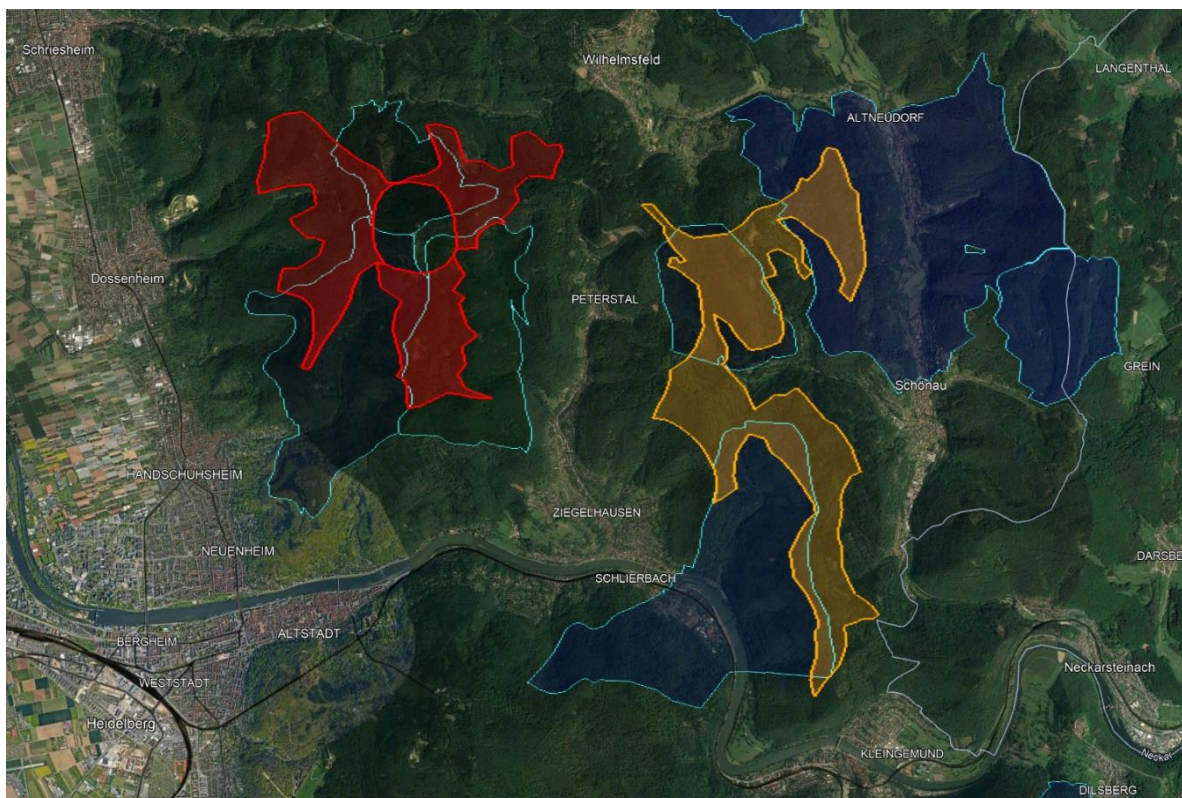 Schriesheim
Wilhelmsfeld
LANGENTHAL
ALTNEUDORF
Dossenheim
PETERSTAL
GREIN
Schönau
HANDSCHUHSHEIM
ZIEGELHAUSEN
NEUENHEIM
DARSBE
SCHLIERBACH
ALTSTADT
BERGHEIM
WESTSTADT
Neckarsteinach
Heidelberg
KLEINGEMUND
Neckar
DILSBERG